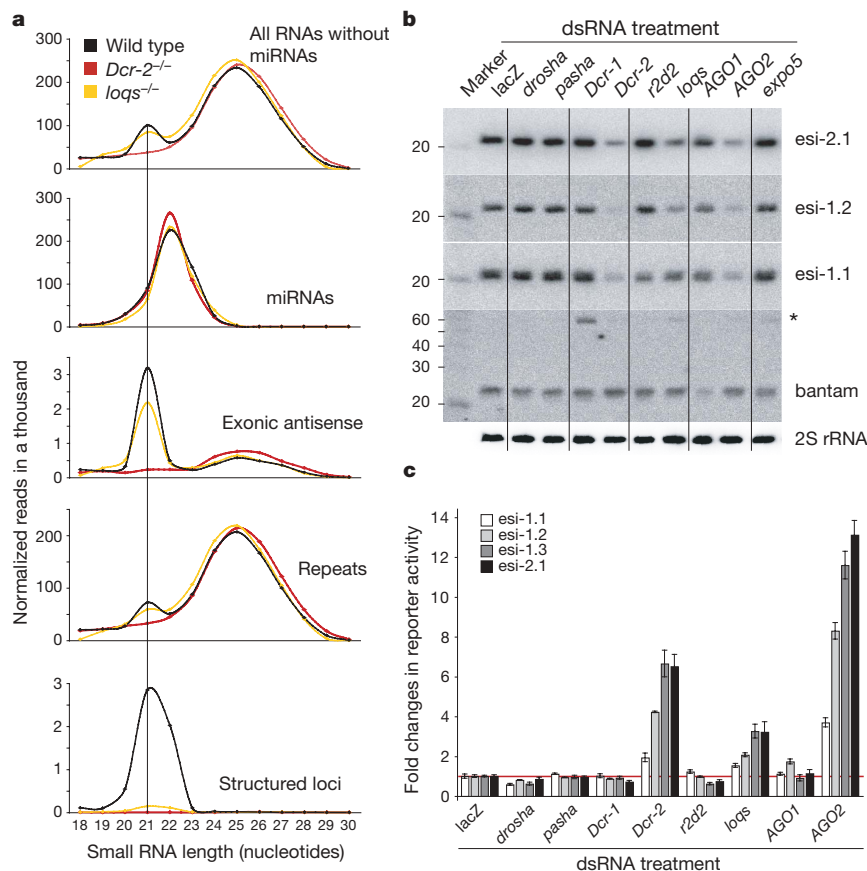 a
Wild type
Dcr-2–/–
loqs–/–
All RNAs without
miRNAs
300
200
100
0
miRNAs
300
200
100
0
Exonic antisense
3
2
1
0
Repeats
200
100
0
Structured loci
3
2
1
0
18 19 20 21 22 23 24 25 26 27 28 29 30
Small RNA length (nucleotides)
Normalized reads in a thousand
b
dsRNA treatment
Marker
lacZ
drosha
pasha
Dcr-1
Dcr-2
r2d2
loqs
AGO1
AGO2
expo5
20
esi-2.1
20
esi-1.2
20
esi-1.1
60
*
40
30
20
bantam
2S rRNA
c
esi-1.1
esi-1.2
esi-1.3
esi-2.1
14
12
10
8
6
4
2
0
Fold changes in reporter activity
lacZ
drosha
pasha
Dcr-1
Dcr-2
r2d2
loqs
AGO1
AGO2
dsRNA treatment